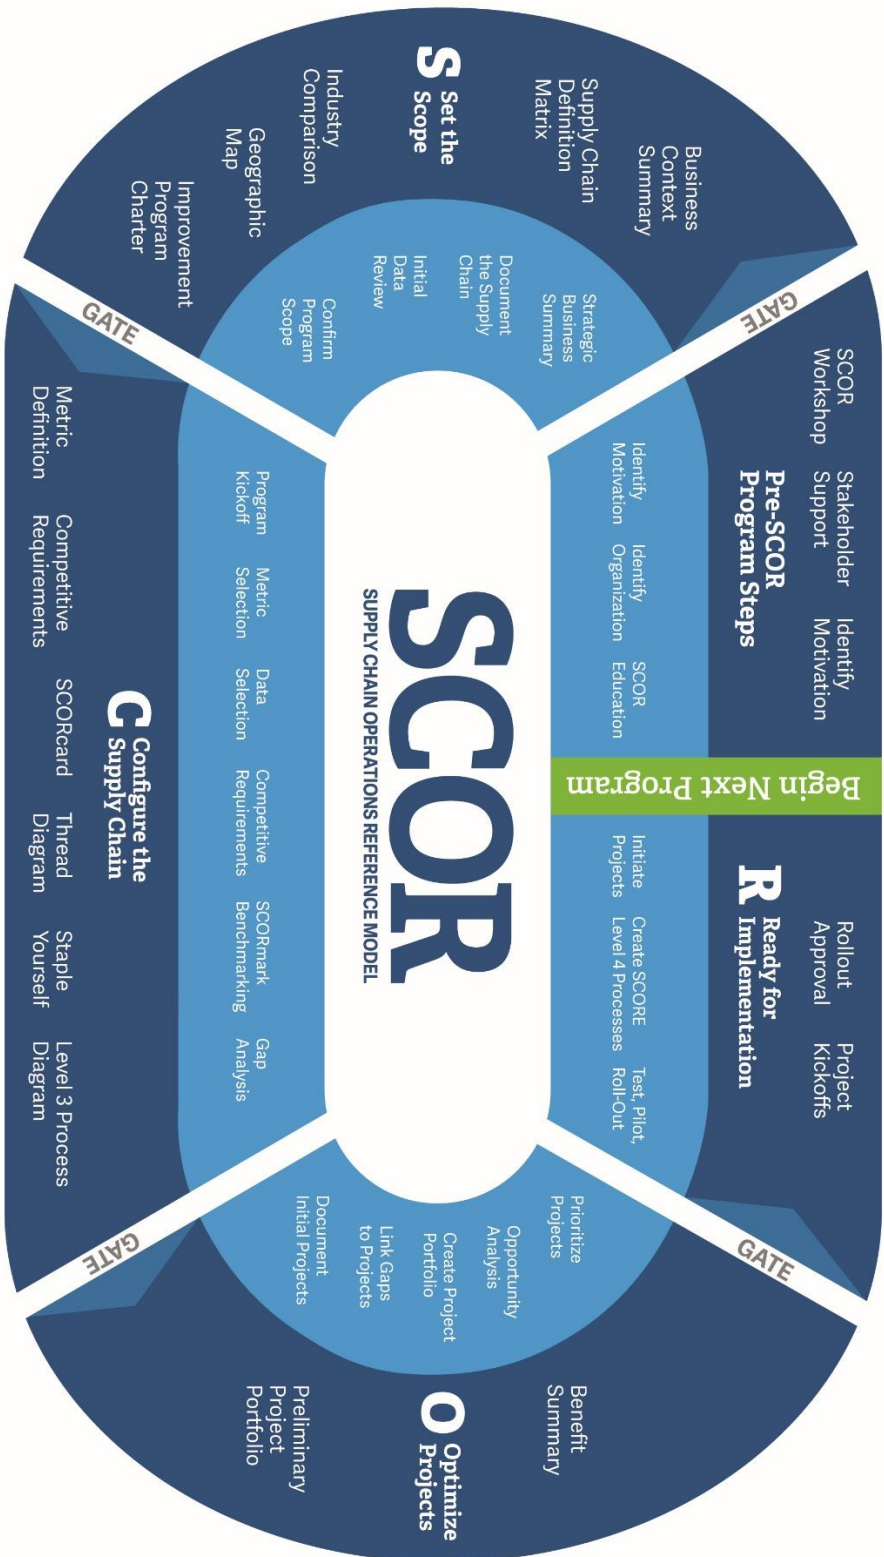 SCOR
SUPPLY CHAIN OPERATIONS REFERENCE MODEL
Pre-SCOR
Program Steps
SCOR
Workshop
Stakeholder
Support
Identify
Motivation
Identify
Motivation
Identify
Organization
SCOR
Education
GATE
S
Set the
Scope
Business
Context
Summary
Supply Chain
Definition
Matrix
Industry
Comparison
Geographic
Map
Improvement
Program
Charter
Strategic
Business
Summary
Document
the Supply
Chain
Initial
Data
Review
Confirm
Program
Scope
GATE
C
Configure the
Supply Chain
Metric
Definition
Competitive
Requirements
SCORcard
Thread
Diagram
Staple
Yourself
Level 3 Process
Diagram
Program
Kickoff
Metric
Selection
Data
Selection
Competitive
Requirements
SCORmark
Benchmarking
Gap
Analysis
GATE
O
Optimize
Projects
Preliminary
Project
Portfolio
Benefit
Summary
Document
Initial Projects
Link Gaps
to Projects
Create Project
Portfolio
Opportunity
Analysis
Prioritize
Projects
GATE
R
Ready for
Implementation
Rollout
Approval
Project
Kickoffs
Initiate
Projects
Create SCORE
Level 4 Processes
Test, Pilot,
Roll-Out
Begin Next Program